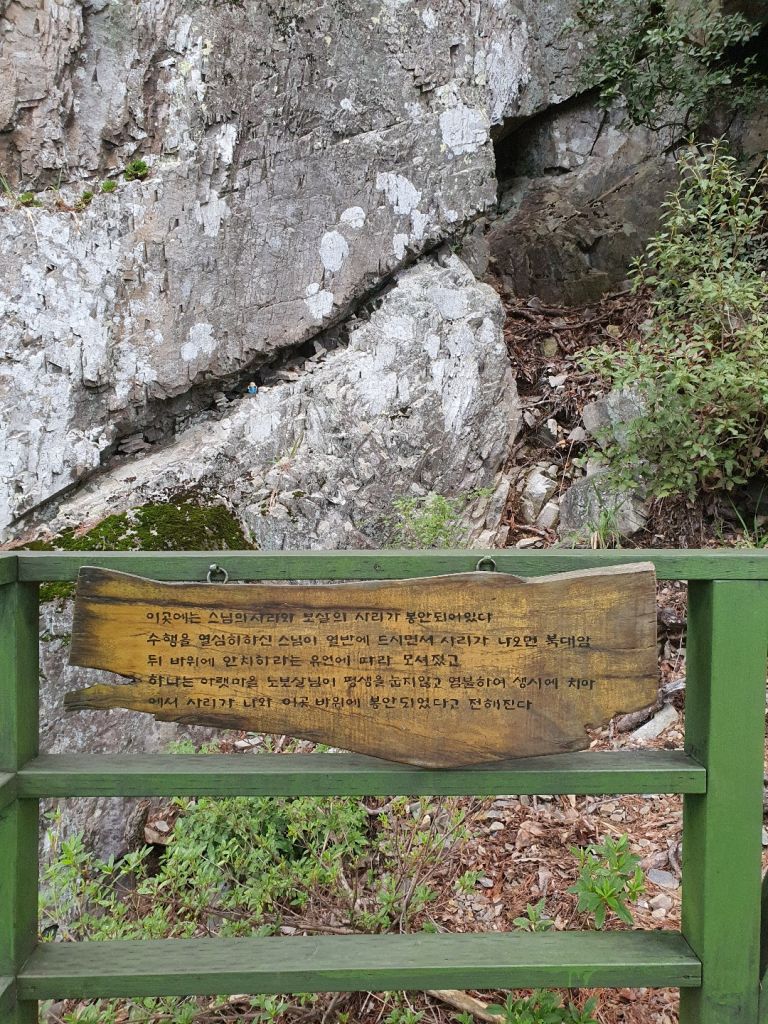 이곳에는 스님의사리와 보살의 사리가 봉안되어있다
수행을 열심히하신 스님이 열반에 드시면서 사리가 나오면 북대암
뒤 바위에 안치하라는 유언에 따라 모셔졌고
하나는 아랫마을 노보살님이 평생을 눕지않고 염불하여 생시에 치아
에서 사리가 나와 이곳 바위에 봉안되었다고 전해진다